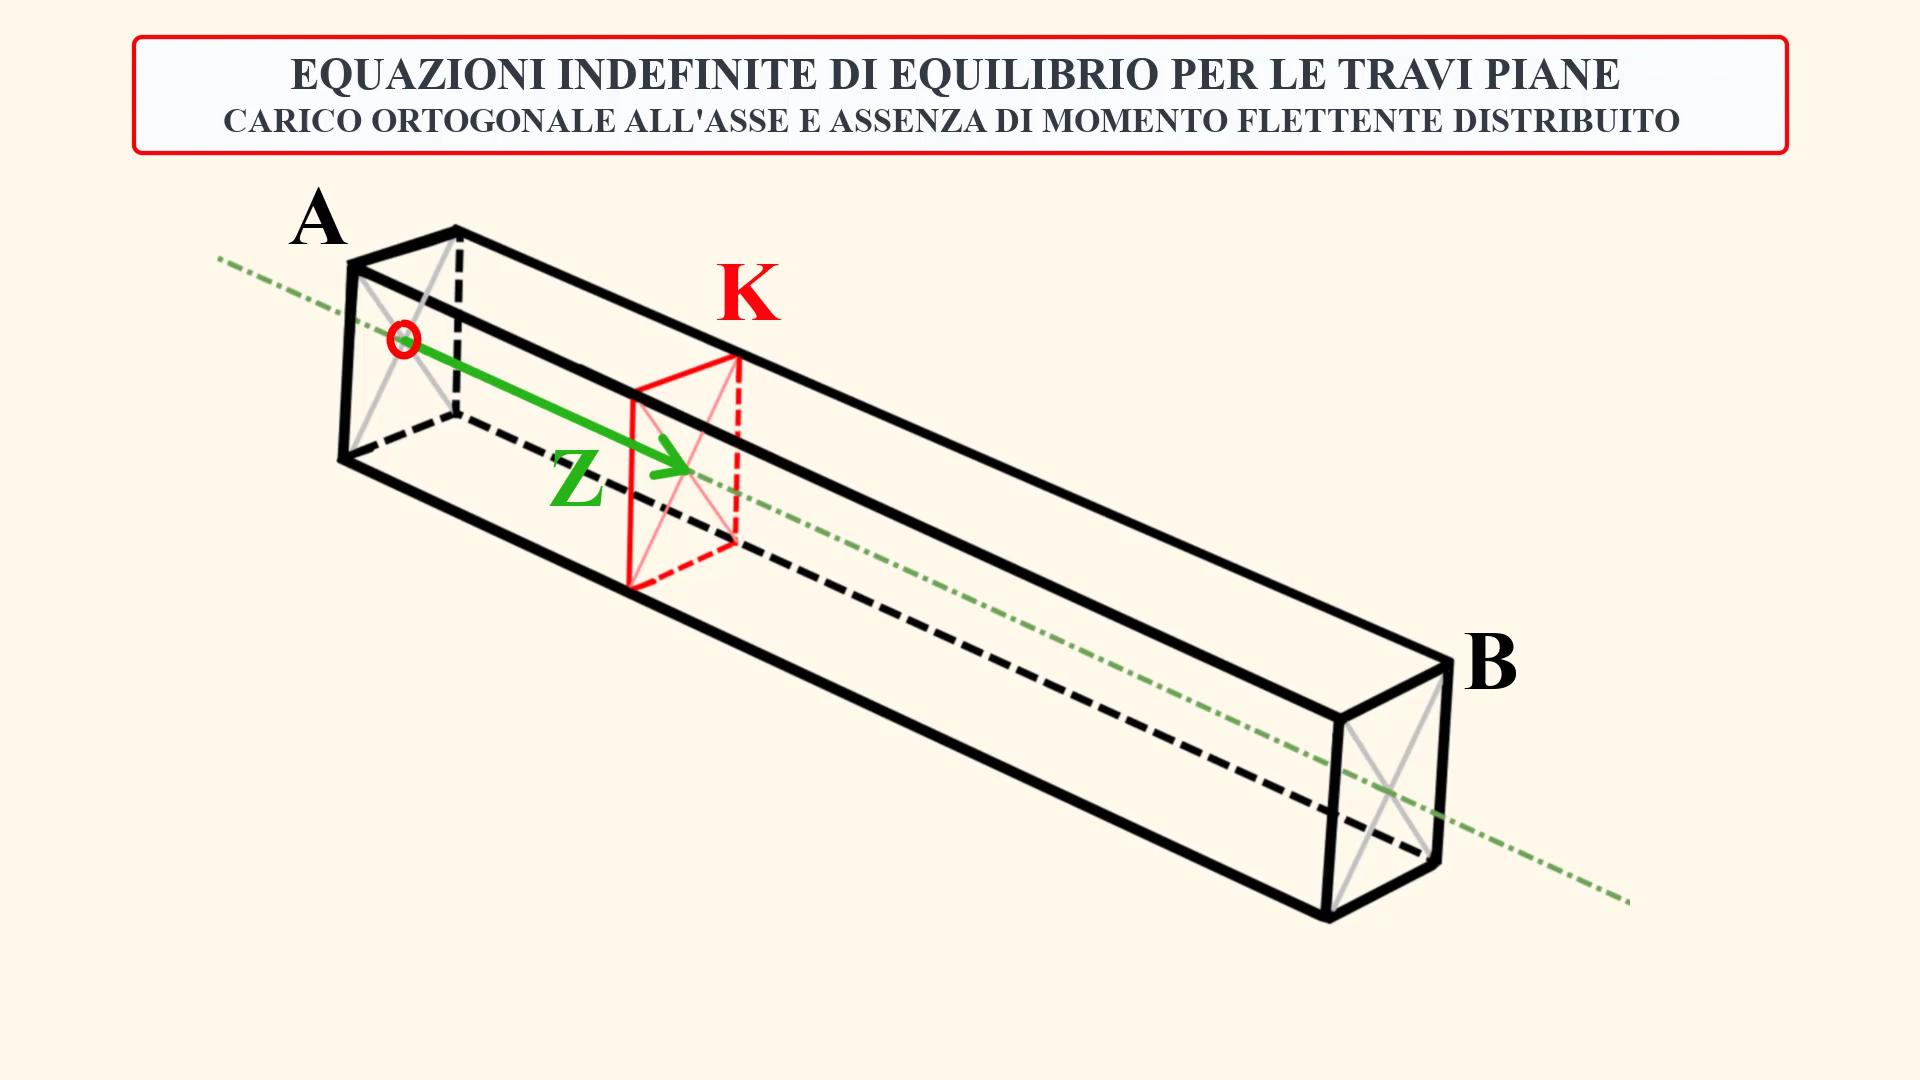 EQUAZIONI INDEFINITE DI EQUILIBRIO PER LE TRAVI PIANE
CARICO ORTOGONALE ALL'ASSE E ASSENZA DI MOMENTO FLETTENTE DISTRIBUITO
A
K
Z
B